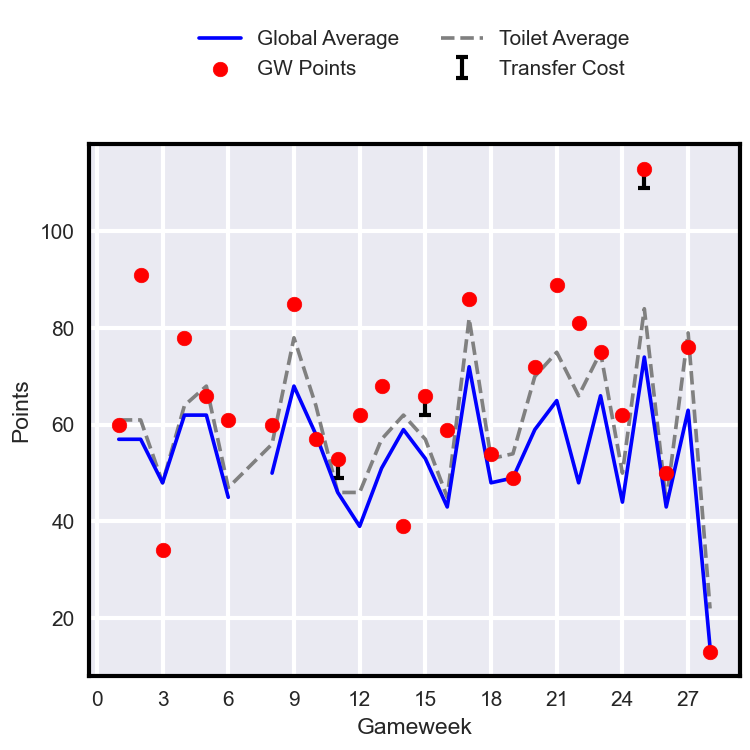 Global Average
GW Points
Toilet Average
Transfer Cost
Points
100
80
60
40
20
0 3 6 9 12 15 18 21 24 27
Gameweek